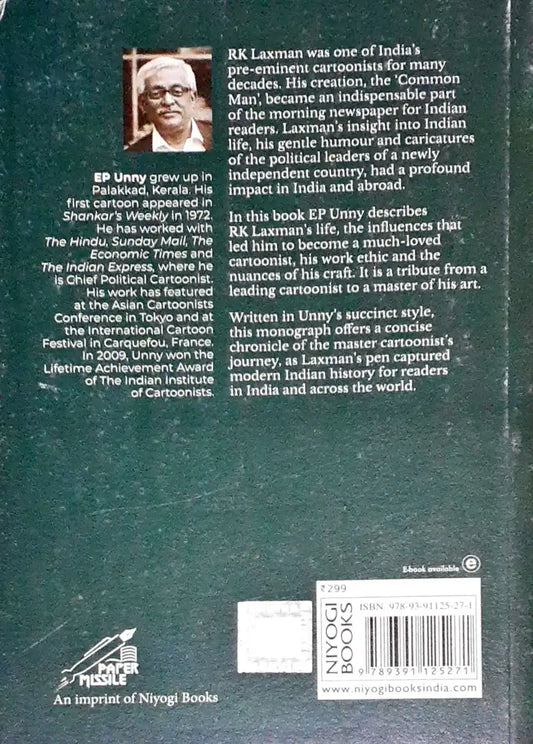 RK Laxman was one of India's
pre-eminent cartoonists for many
decades. His creation, the 'Common
Man', became an indispensable part
of the morning newspaper for Indian
readers. Laxman's insight into Indian
life, his gentle humour and caricatures
of the political leaders of a newly
independent country, had a profound
impact in India and abroad.
In this book EP Unny describes
RK Laxman's life, the influences that
led him to become a much-loved
cartoonist, his work ethic and the
nuances of his craft. It is a tribute from a
leading cartoonist to a master of his art.
Written in Unny's succinct style,
this monograph offers a concise
chronicle of the master cartoonist's
journey, as Laxman's pen captured
modern Indian history for readers
in India and across the world.
EP Unny grew up in
Palakkad, Kerala. His
first cartoon appeared in
Shankar's Weekly in 1972.
He has worked with
The Hindu, Sunday Mail, The
Economic Times and
The Indian Express, where he
is Chief Political Cartoonist.
His work has featured
at the Asian Cartoonists
Conference in Tokyo and at
the International Cartoon
Festival in Carquefou, France.
In 2009, Unny won the
Lifetime Achievement Award
of The Indian Institute
of Cartoonists.
E-book available e
₹299
NIYOGI
BOOKS
ISBN 978-93-91125-27-1
9 789391 125271
www.niyogibooksindia.com
PAPER
MISSILE
An imprint of Niyogi Books